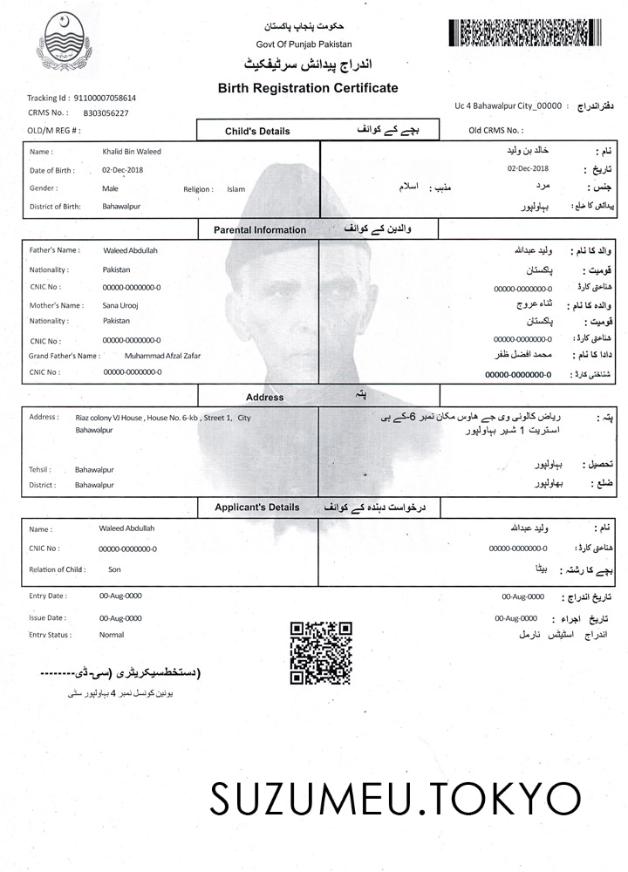 حکومت پنجاپ پاکستان
Govt Of Punjab Pakistan
اندراج پیدائش سرٹیفکیٹ
Birth Registration Certificate
Tracking Id : 91100007058614
CRMS No. : B303056227
Uc 4 Bahawalpur City_00000 : دفتراندراج
OLD/M REG # :
Old CRMS No. :
Child's Details بچے کے کوائف
Name : Khalid Bin Waleed خالد بن ولید نام :
Date of Birth : 02-Dec-2018 02-Dec-2018 تاریخ :
Gender : Male Religion : Islam مذہب : اسلام مرد جنس :
District of Birth: Bahawalpur بہاولپور پیدائش کا ضلع :
Parental Information والدین کے کوائف
Father's Name : Waleed Abdullah ولید عبداللہ والد کا نام :
Nationality : Pakistan پاکستان قومیت :
CNIC No : 00000-0000000-0 00000-0000000-0 شناختی کارڈ :
Mother's Name : Sana Urooj ثناء عروج والدہ کا نام :
Nationality : Pakistan پاکستان قومیت :
CNIC No : 00000-0000000-0 00000-0000000-0 شناختی کارڈ :
Grand Father's Name : Muhammad Afzal Zafar محمد افضل ظفر دادا کا نام :
CNIC No : 00000-0000000-0 00000-0000000-0 شناختی کارڈ :
Address پتہ
Address : Riaz colony VJ House , House No. 6-kb , Street 1, City ریاض کالونی وی جے ھاوس مکان نمبر 6-کے بی پتہ :
Bahawalpur استریت 1 شہر بہاولپور
Tehsil : Bahawalpur بہاولپور تحصیل :
District : Bahawalpur بھاولپور ضلع :
Applicant's Details درخواست دہندہ کے کوائف
Name : Waleed Abdullah ولید عبداللہ نام :
CNIC No : 00000-0000000-0 00000-0000000-0 شناختی کارڈ :
Relation of Child : Son بیٹا بچے کا رشتہ :
Entry Date : 00-Aug-0000 00-Aug-0000 تاریخ اندراج :
Issue Date : 00-Aug-0000 00-Aug-0000 تاریخ اجراء :
Entry Status : Normal اندراج اسٹیٹس نارمل
(دستخط سیکریٹری (سی-ڈی--------
یونین کونسل نمبر 4 بہاولپور سٹی
SUZUMEU.TOKYO